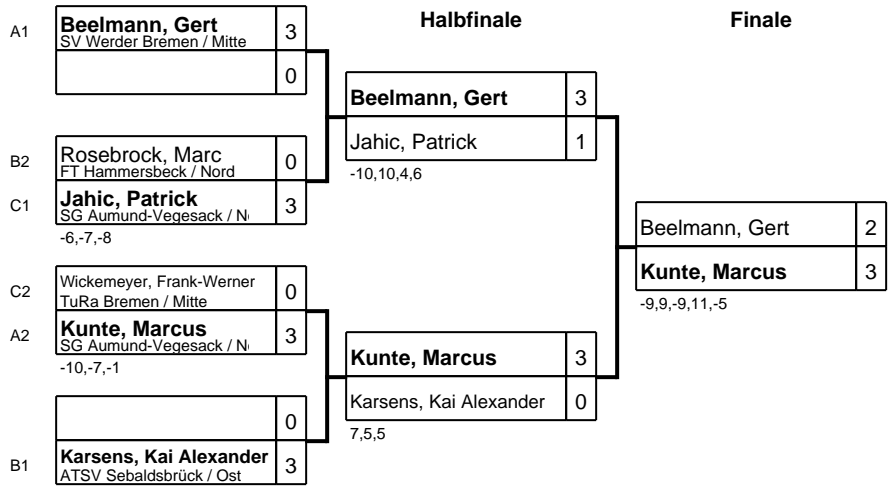 Halbfinale
Finale
A1
Beelmann, Gert
3
SV Werder Bremen / Mitte
0
B2
Rosebrock, Marc
0
FT Hammersbeck / Nord
C1
Jahic, Patrick
3
SG Aumund-Vegesack / No
-6,-7,-8
C2
Wickemeyer, Frank-Werner
0
TuRa Bremen / Mitte
A2
Kunte, Marcus
3
SG Aumund-Vegesack / No
-10,-7,-1
0
B1
Karsens, Kai Alexander
3
ATSV Sebaldsbrück / Ost
Beelmann, Gert
3
Jahic, Patrick
1
-10,10,4,6
Kunte, Marcus
3
Karsens, Kai Alexander
0
7,5,5
Beelmann, Gert
2
Kunte, Marcus
3
-9,9,-9,11,-5